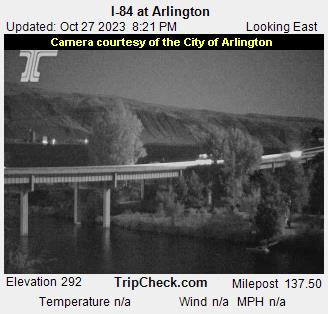 I-84 at Arlington
Updated: Oct 27 2023 8:21 PM Looking East
Camera courtesy of the City of Arlington
Elevation 292 TripCheck.com Milepost 137.50
Temperature n/a Wind n/a MPH n/a